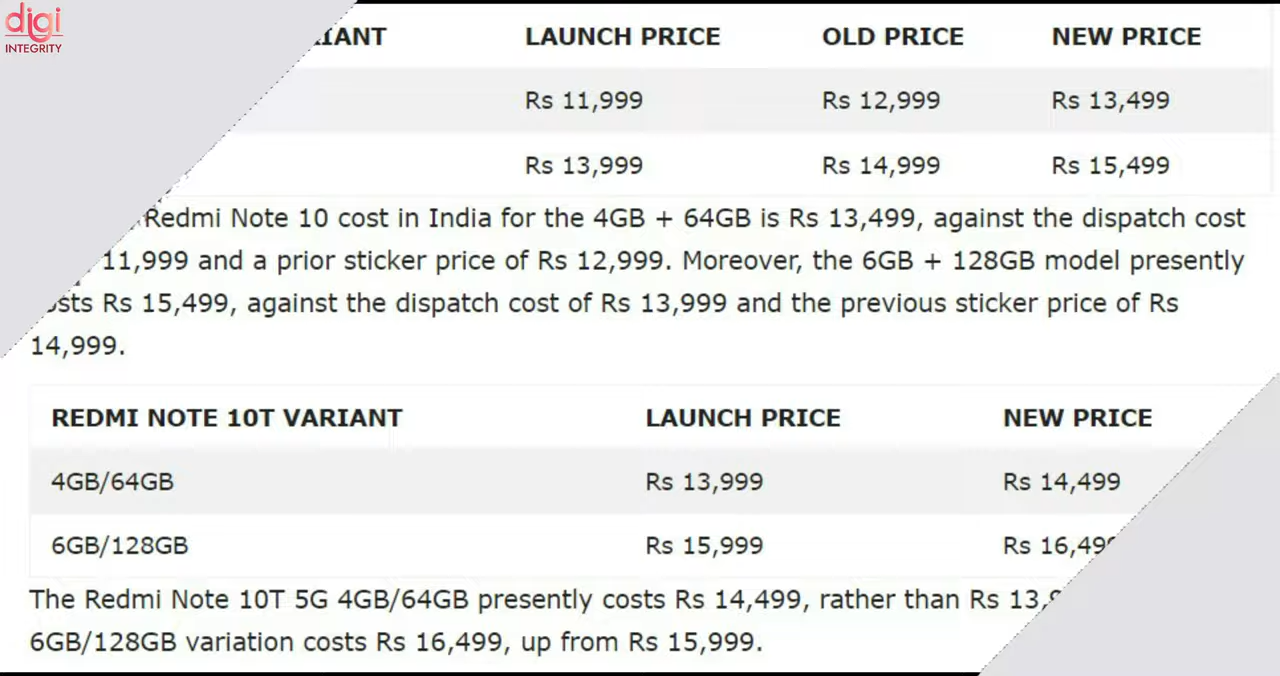 digi
INTEGRITY
LAUNCH PRICE OLD PRICE NEW PRICE
Rs 11,999 Rs 12,999 Rs 13,499
Rs 13,999 Rs 14,999 Rs 15,499
Redmi Note 10 cost in India for the 4GB + 64GB is Rs 13,499, against the dispatch cost
11,999 and a prior sticker price of Rs 12,999. Moreover, the 6GB + 128GB model presently
Rs 15,499, against the dispatch cost of Rs 13,999 and the previous sticker price of Rs
14,999.
REDMI NOTE 10T VARIANT LAUNCH PRICE NEW PRICE
4GB/64GB Rs 13,999 Rs 14,499
6GB/128GB Rs 15,999 Rs 16,499
The Redmi Note 10T 5G 4GB/64GB presently costs Rs 14,499, rather than Rs
6GB/128GB variation costs Rs 16,499, up from Rs 15,999.